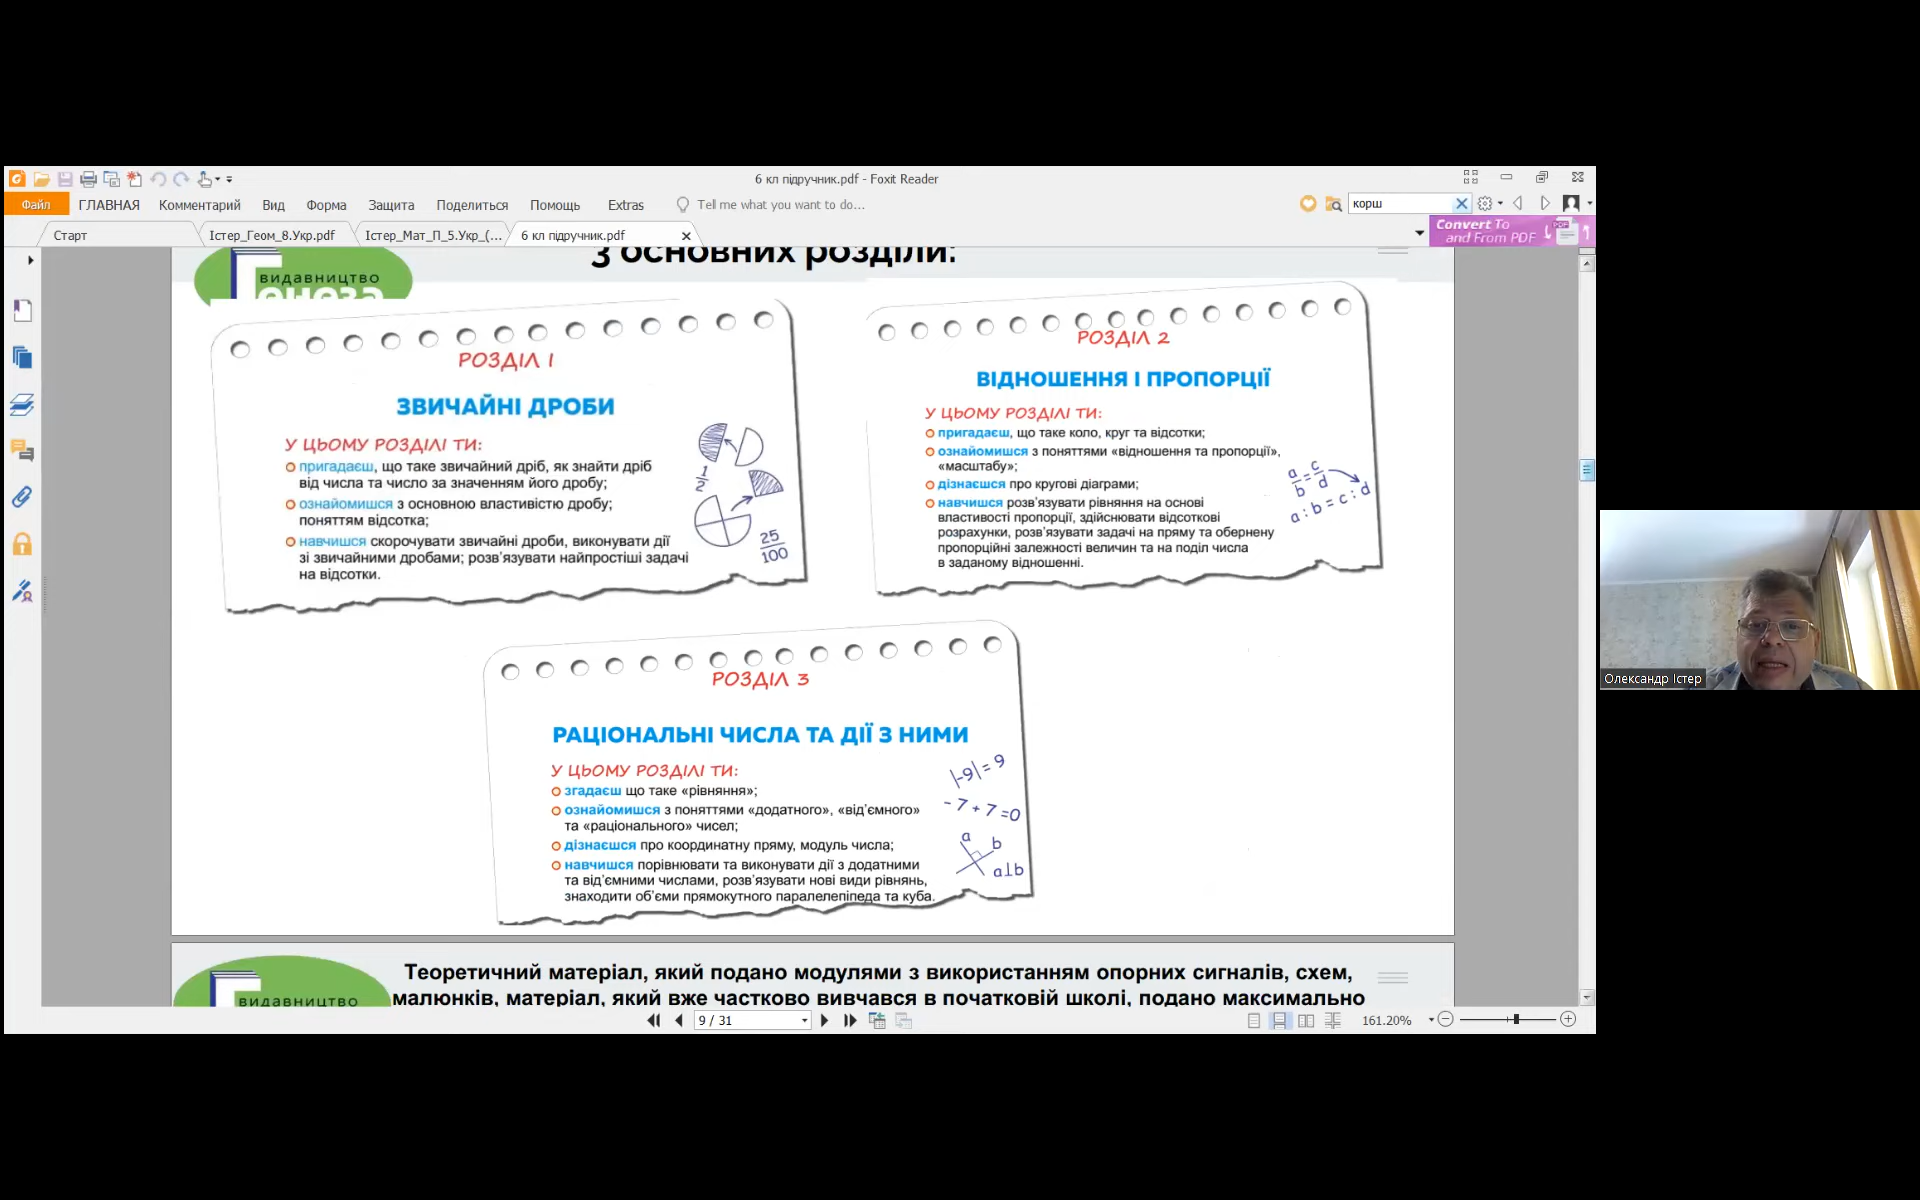 6 кл підручник.pdf - Foxit Reader
Файл ГЛАВНАЯ Комментарий Вид Форма Защита Поделиться Помощь Extras Tell me what you want to do...
корш
Convert To
and From PDF
Старт Істер_Геом_8.Укр.pdf Істер_Мат_П_5.Укр_(... 6 кл підручник.pdf
3 основних розділи:
видавництво
Генеза
РОЗДІЛ 1
ЗВИЧАЙНІ ДРОБИ
У ЦЬОМУ РОЗДІЛІ ТИ:
пригадаєш, що таке звичайний дріб, як знайти дріб
від числа та число за значенням його дробу;
ознайомишся з основною властивістю дробу;
поняттям відсотка;
навчишся скорочувати звичайні дроби, виконувати дії
зі звичайними дробами; розв'язувати найпростіші задачі
на відсотки.
1/2
25/100
РОЗДІЛ 2
ВІДНОШЕННЯ І ПРОПОРЦІЇ
У ЦЬОМУ РОЗДІЛІ ТИ:
пригадаєш, що таке коло, круг та відсотки;
ознайомишся з поняттями «відношення та пропорції»,
«масштабу»;
дізнаєшся про кругові діаграми;
навчишся розв'язувати рівняння на основі
властивості пропорції, здійснювати відсоткові
розрахунки, розв'язувати задачі на пряму та обернену
пропорційні залежності величин та на поділ числа
в заданому відношенні.
a/b = c/d
a : b = c : d
РОЗДІЛ 3
РАЦІОНАЛЬНІ ЧИСЛА ТА ДІЇ З НИМИ
У ЦЬОМУ РОЗДІЛІ ТИ:
згадаєш що таке «рівняння»;
ознайомишся з поняттями «додатного», «від'ємного»
та «раціонального» чисел;
дізнаєшся про координатну пряму, модуль числа;
навчишся порівнювати та виконувати дії з додатними
та від'ємними числами, розв'язувати нові види рівнянь,
знаходити об'єми прямокутного паралелепіпеда та куба.
|-9| = 9
- 7 + 7 = 0
a
b
a⊥b
Олександр Істер
видавництво
Теоретичний матеріал, який подано модулями з використанням опорних сигналів, схем,
малюнків, матеріал, який вже частково вивчався в початковій школі, подано максимально
9 / 31
161.20%